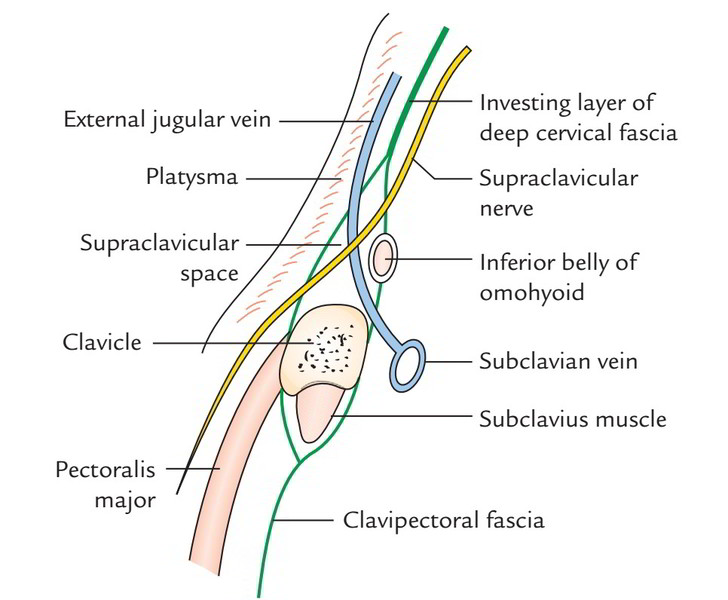 External jugular vein
Platysma
Supraclavicular
space
Clavicle
Pectoralis
major
Investing layer of
deep cervical fascia
Supraclavicular
nerve
Inferior belly of
omohyoid
Subclavian vein
Subclavius muscle
Clavipectoral fascia